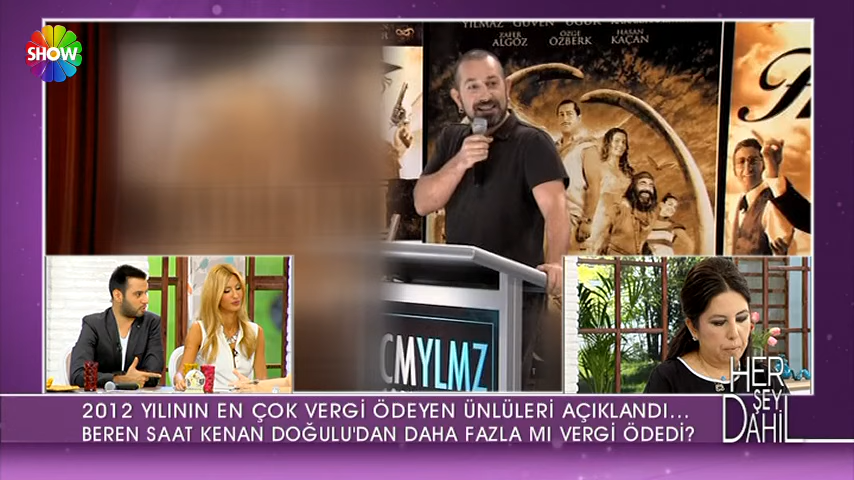 SHOW
YILMAZ GÜVEN UĞUR
ZAFER ALGÖZ
ÖZGE ÖZBERK
HASAN KAÇAN
CMYLMZ
HER ŞEY DAHİL
2012 YILININ EN ÇOK VERGİ ÖDEYEN ÜNLÜLERİ AÇIKLANDI...
BEREN SAAT KENAN DOĞULU'DAN DAHA FAZLA MI VERGİ ÖDEDİ?